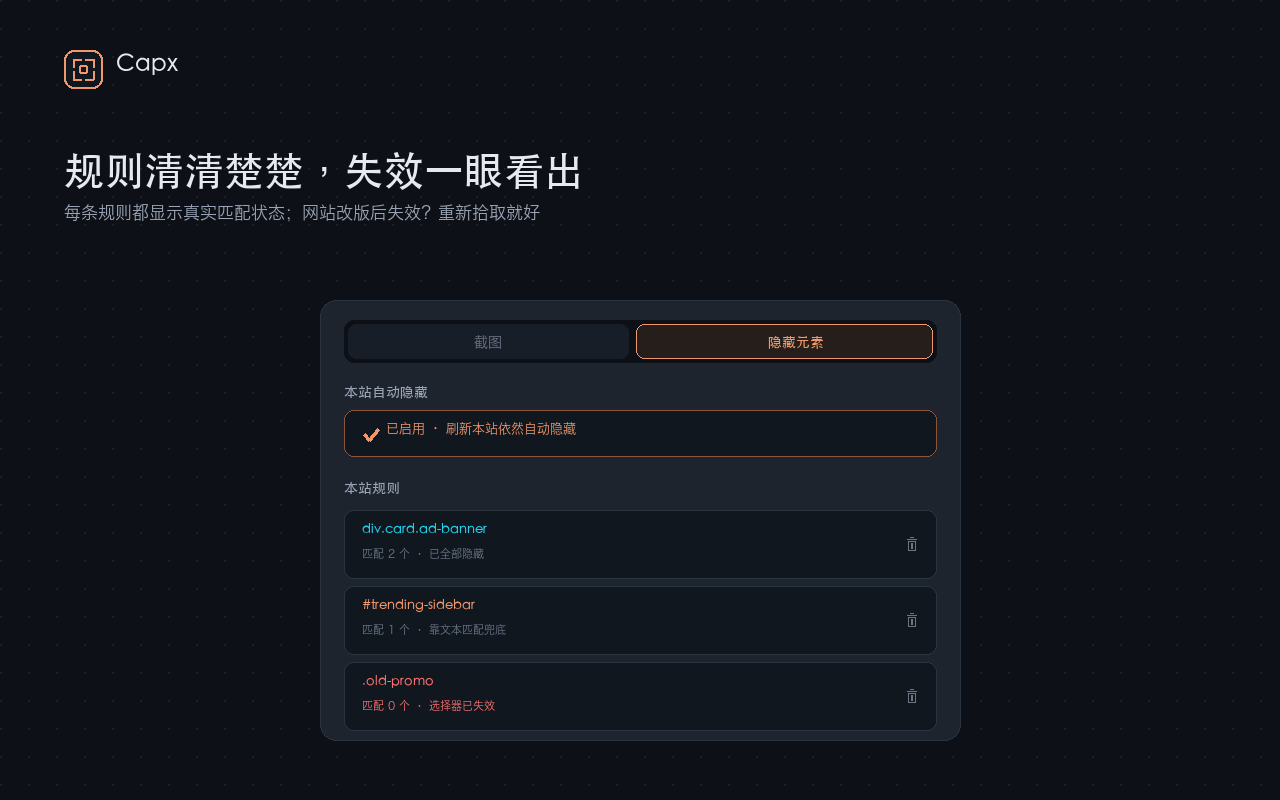 Capx
规则清清楚楚，失效一眼看出
每条规则都显示真实匹配状态；网站改版后失效？重新拾取就好
截图
隐藏元素
本站自动隐藏
已启用 · 刷新本站依然自动隐藏
本站规则
div.card.ad-banner
匹配 2 个 · 已全部隐藏
#trending-sidebar
匹配 1 个 · 靠文本匹配兜底
.old-promo
匹配 0 个 · 选择器已失效